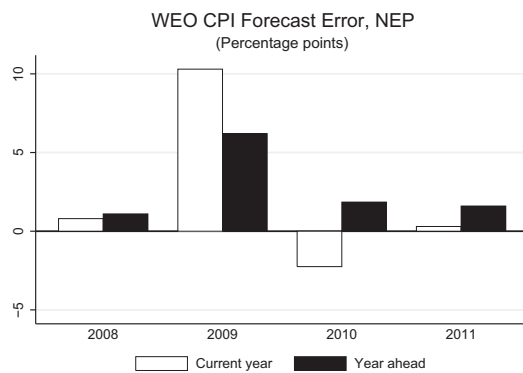 WEO CPI Forecast Error, NEP
(Percentage points)
10
5
0
−5
2008 2009 2010 2011
Current year Year ahead